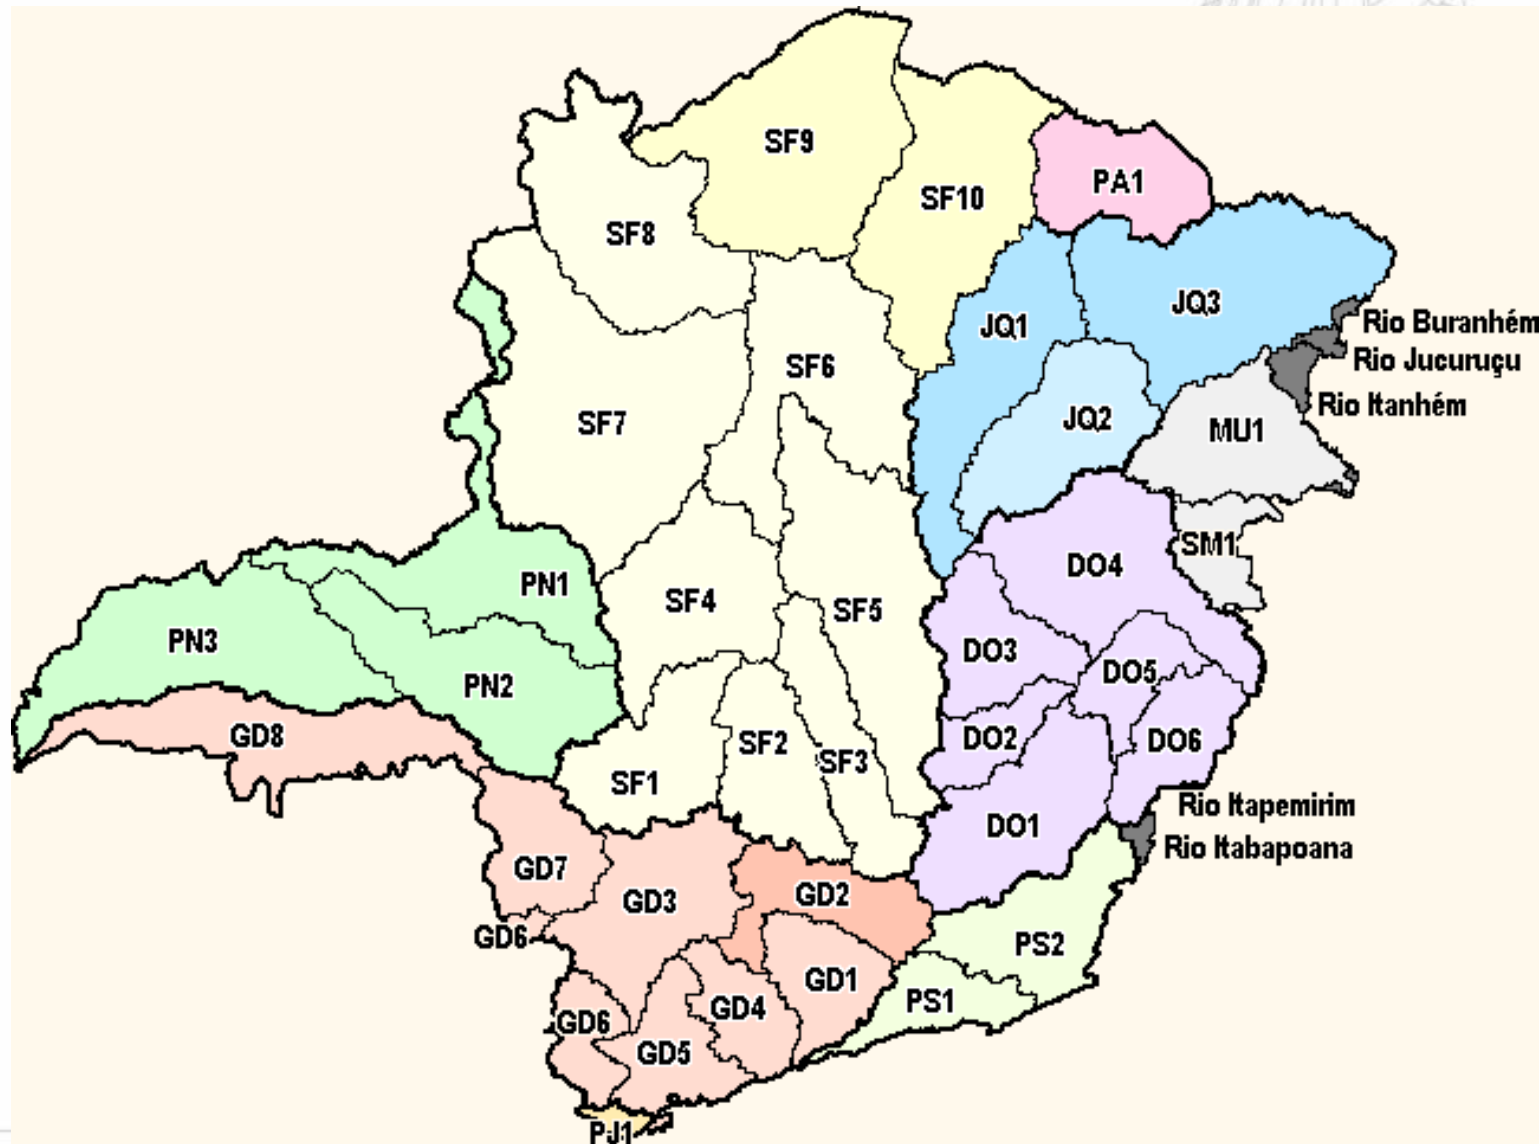 SF9
PA1
SF10
SF8
JQ3
JQ1
Rio Buranhém
Rio Jucuruçu
SF6
Rio Itanhém
JQ2
SF7
MU1
SM1
DO4
PN1
SF4
SF5
PN3
DO3
DO5
PN2
GD8
SF2
DO2
DO6
SF3
SF1
Rio Itapemirim
DO1
Rio Itabapoana
GD7
GD2
GD3
GD6
PS2
GD1
PS1
GD4
GD6
GD5
PJ1